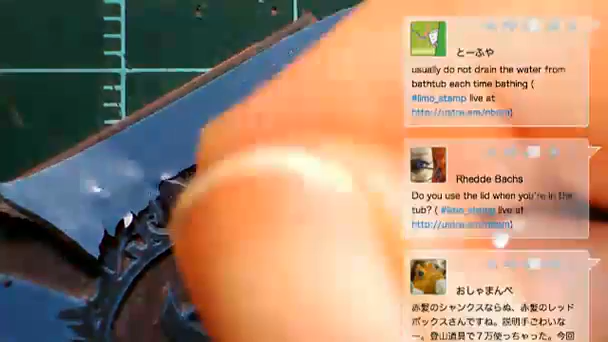 とーふや
usually do not drain the water from
bathtub each time bathing (
#limo_stamp live at
Rhedde Bachs
Do you use the lid when you're in the
tub? ( #limo_stamp live at
おしゃまんべ
赤髪のシャンクスならぬ、赤髪のレッド
ボックスさんですね。説明手ごわいな
ー。登山道具で7万使っちゃった。今回